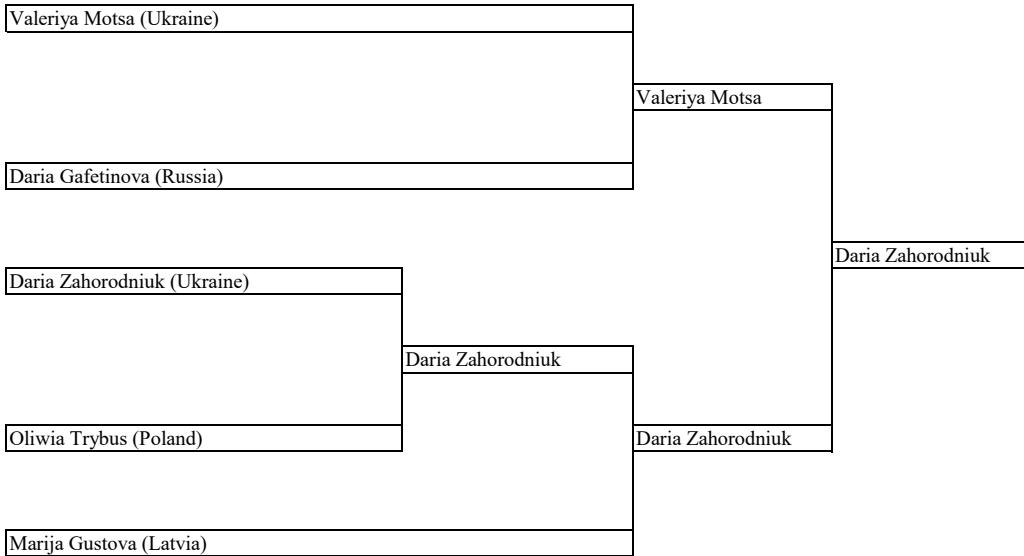 Valeriya Motsa (Ukraine)
Valeriya Motsa
Daria Gafetinova (Russia)
Daria Zahorodniuk
Daria Zahorodniuk (Ukraine)
Daria Zahorodniuk
Oliwia Trybus (Poland)
Daria Zahorodniuk
Marija Gustova (Latvia)